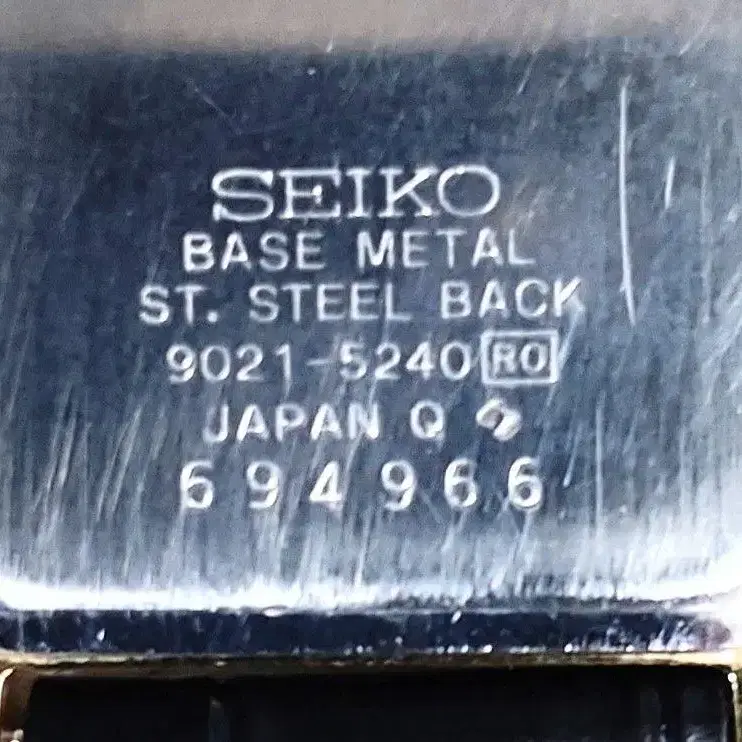 SEIKO
BASE METAL
ST. STEEL BACK
9021-5240 RO
JAPAN Q
694966